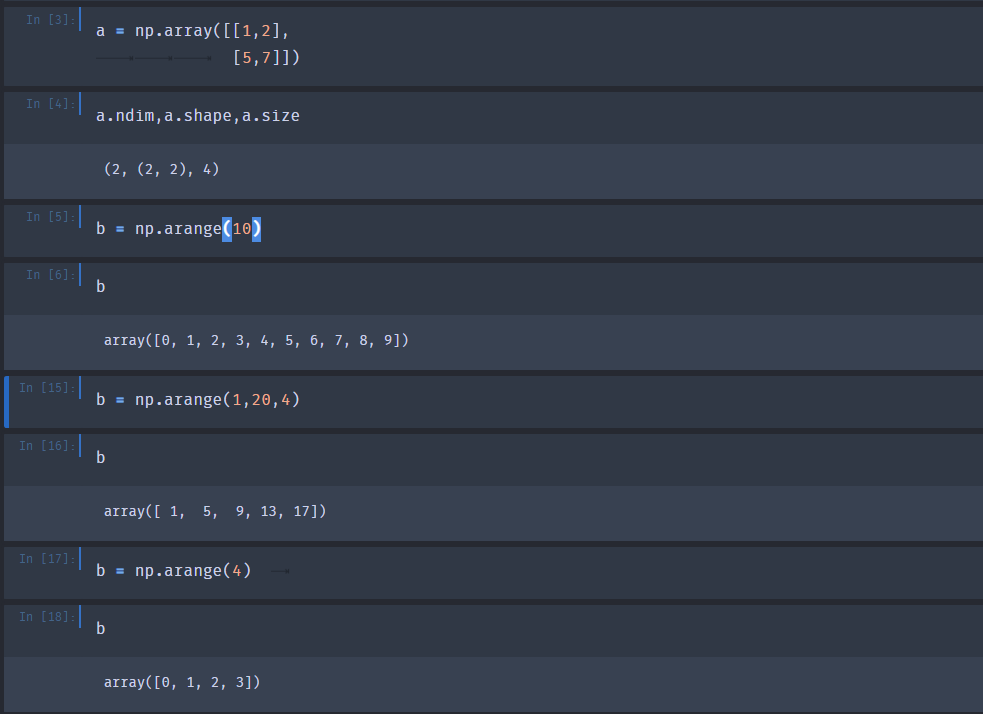 In [3]:
a = np.array([[1,2],
[5,7]])
In [4]:
a.ndim,a.shape,a.size
(2, (2, 2), 4)
In [5]:
b = np.arange(10)
In [6]:
b
array([0, 1, 2, 3, 4, 5, 6, 7, 8, 9])
In [15]:
b = np.arange(1,20,4)
In [16]:
b
array([ 1,  5,  9, 13, 17])
In [17]:
b = np.arange(4)
In [18]:
b
array([0, 1, 2, 3])